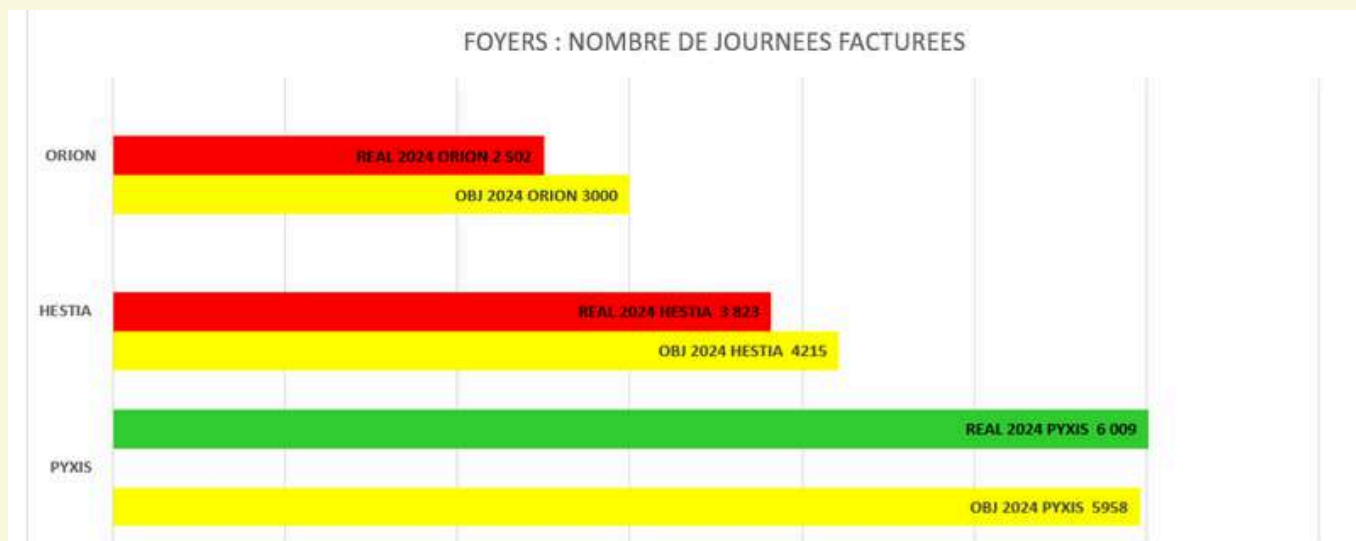 FOYERS : NOMBRE DE JOURNEES FACTUREES
ORION
REAL 2024 ORION 2 502
OBJ 2024 ORION 3000
HESTIA
REAL 2024 HESTIA 3 823
OBJ 2024 HESTIA 4215
REAL 2024 PYXIS 6 009
PYXIS
OBJ 2024 PYXIS 5958